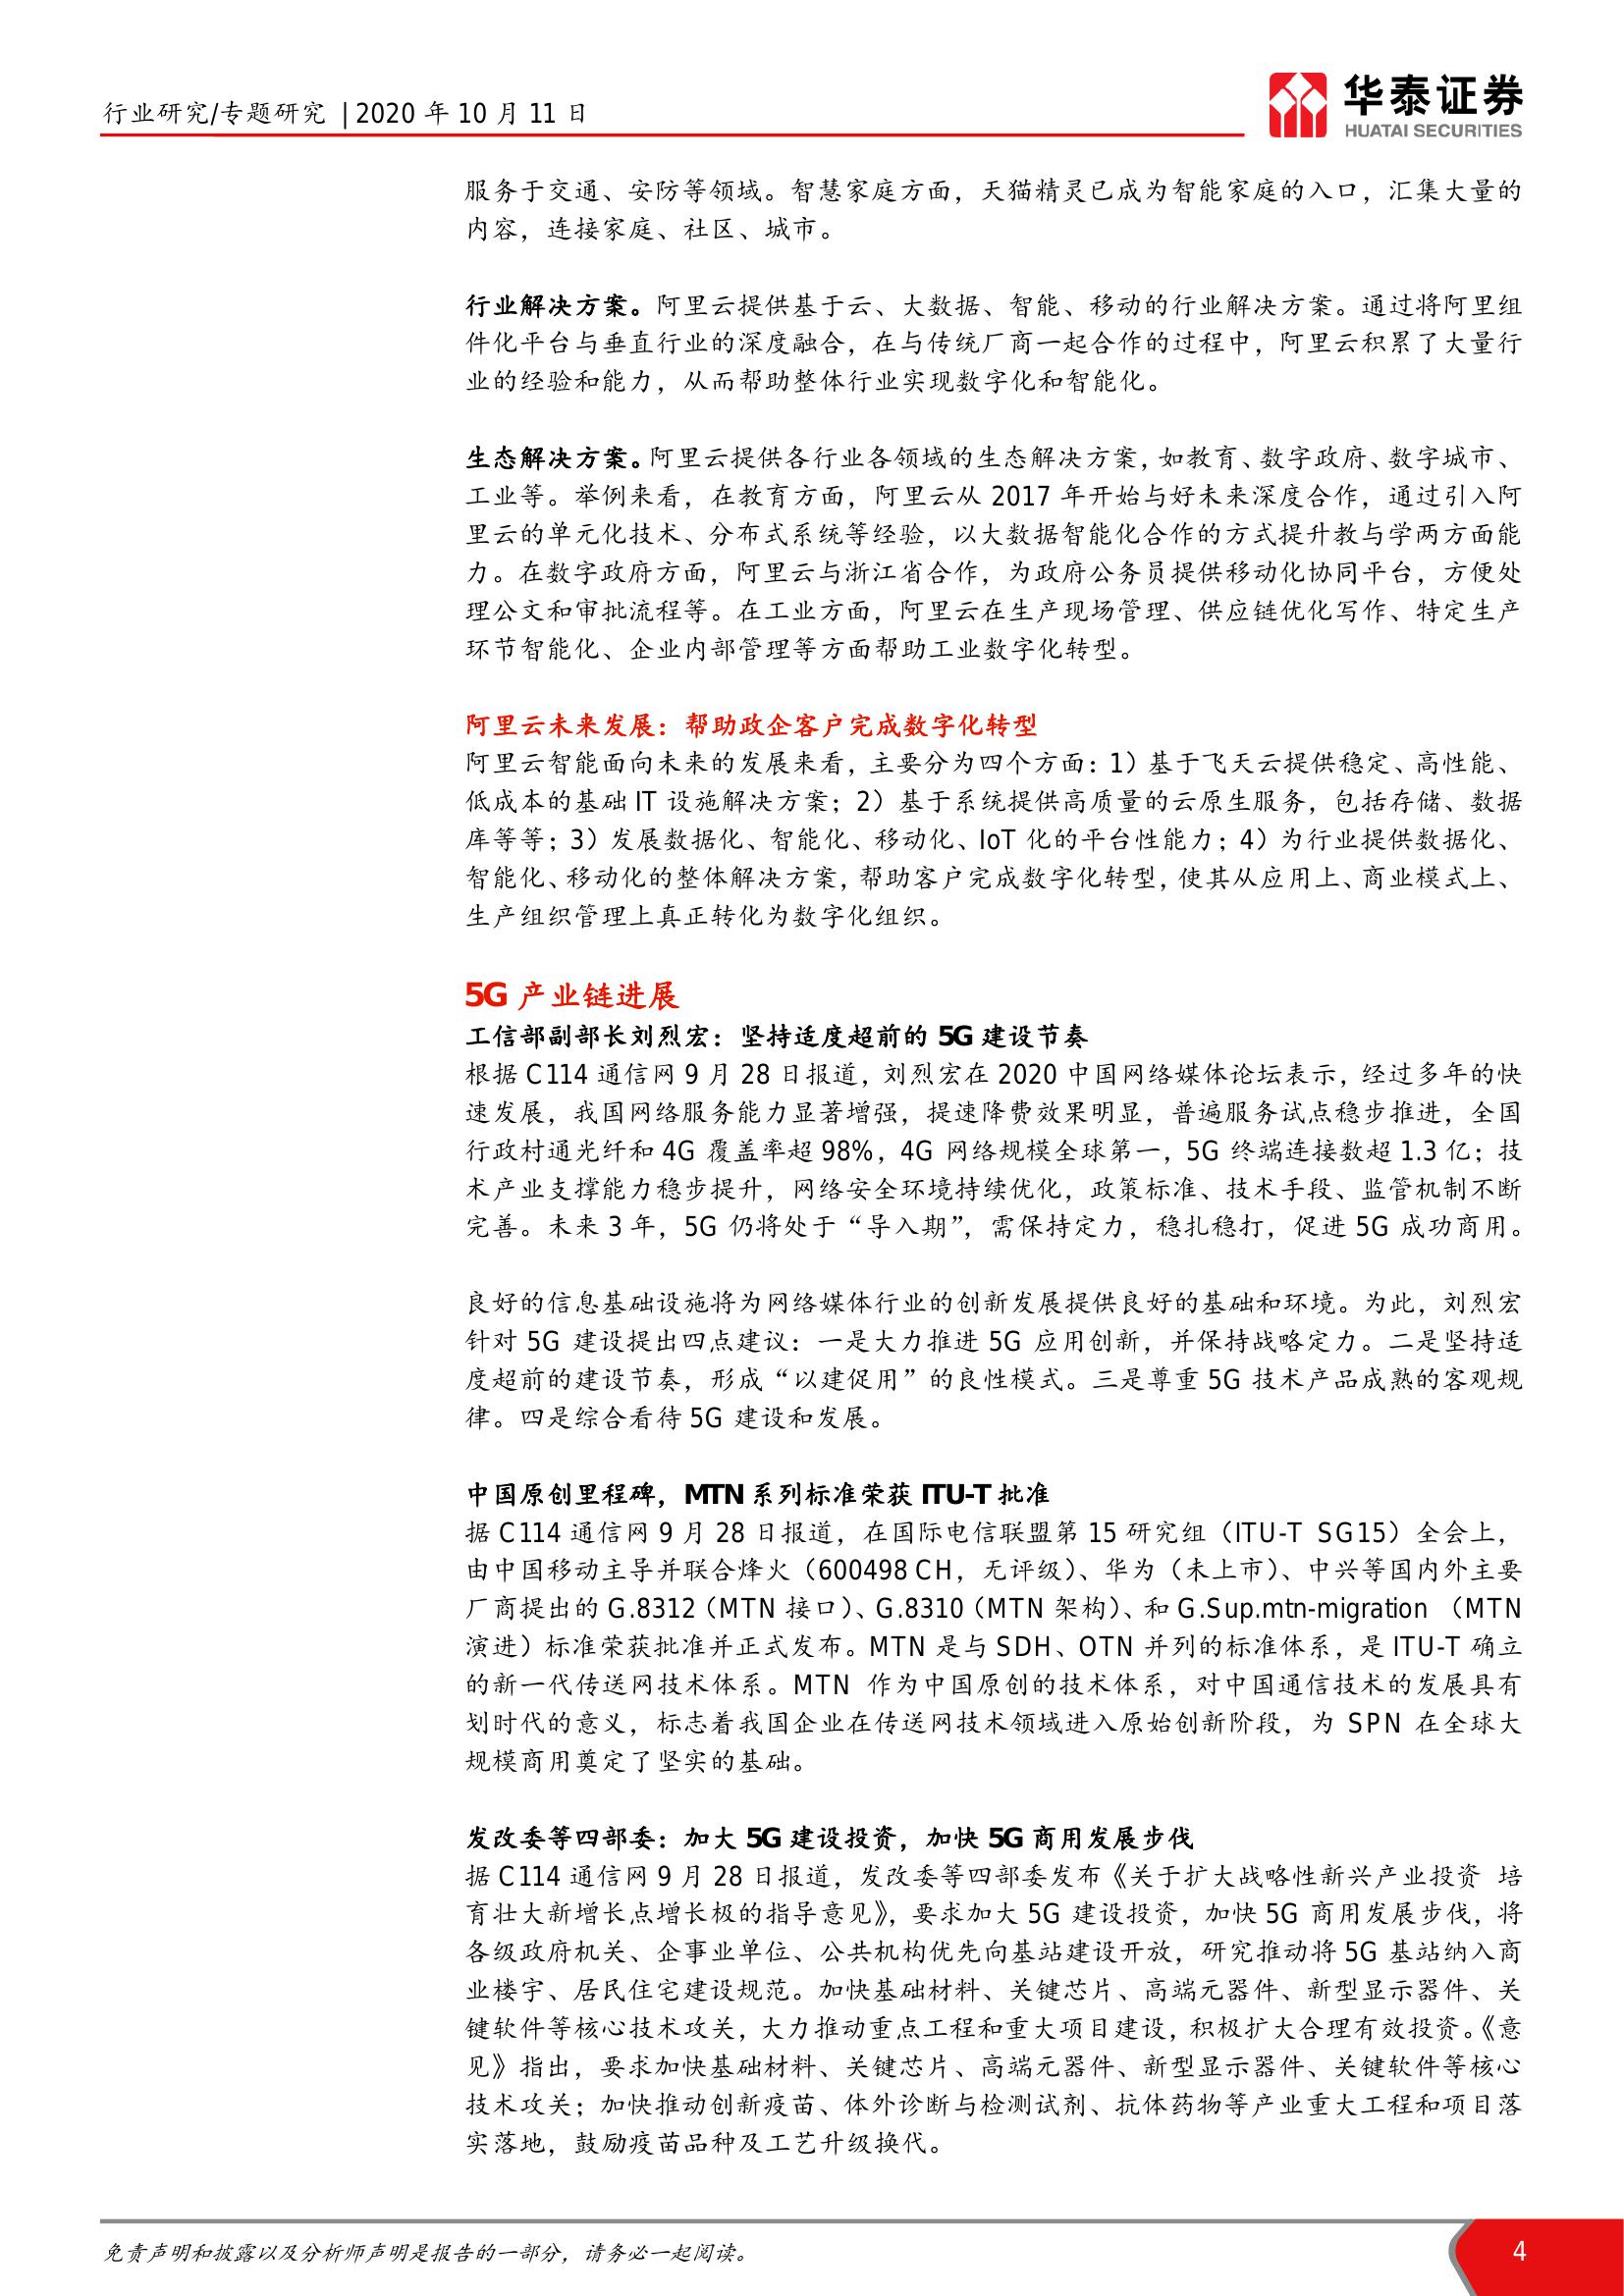 行业研究/专题研究 | 2020 年 10 月 11 日
华泰证券
HUATAI SECURITIES
服务于交通、安防等领域。智慧家庭方面，天猫精灵已成为智能家庭的入口，汇集大量的
内容，连接家庭、社区、城市。
行业解决方案。阿里云提供基于云、大数据、智能、移动的行业解决方案。通过将阿里组
件化平台与垂直行业的深度融合，在与传统厂商一起合作的过程中，阿里云积累了大量行
业的经验和能力，从而帮助整体行业实现数字化和智能化。
生态解决方案。阿里云提供各行业各领域的生态解决方案，如教育、数字政府、数字城市、
工业等。举例来看，在教育方面，阿里云从 2017 年开始与好未来深度合作，通过引入阿
里云的单元化技术、分布式系统等经验，以大数据智能化合作的方式提升教与学两方面能
力。在数字政府方面，阿里云与浙江省合作，为政府公务员提供移动化协同平台，方便处
理公文和审批流程等。在工业方面，阿里云在生产现场管理、供应链优化写作、特定生产
环节智能化、企业内部管理等方面帮助工业数字化转型。
阿里云未来发展：帮助政企客户完成数字化转型
阿里云智能面向未来的发展来看，主要分为四个方面：1）基于飞天云提供稳定、高性能、
低成本的基础 IT 设施解决方案；2）基于系统提供高质量的云原生服务，包括存储、数据
库等等；3）发展数据化、智能化、移动化、IoT 化的平台性能力；4）为行业提供数据化、
智能化、移动化的整体解决方案，帮助客户完成数字化转型，使其从应用上、商业模式上、
生产组织管理上真正转化为数字化组织。
5G 产业链进展
工信部副部长刘烈宏：坚持适度超前的 5G 建设节奏
根据 C114 通信网 9 月 28 日报道，刘烈宏在 2020 中国网络媒体论坛表示，经过多年的快
速发展，我国网络服务能力显著增强，提速降费效果明显，普遍服务试点稳步推进，全国
行政村通光纤和 4G 覆盖率超 98%，4G 网络规模全球第一，5G 终端连接数超 1.3 亿；技
术产业支撑能力稳步提升，网络安全环境持续优化，政策标准、技术手段、监管机制不断
完善。未来 3 年，5G 仍将处于“导入期”，需保持定力，稳扎稳打，促进 5G 成功商用。
良好的信息基础设施将为网络媒体行业的创新发展提供良好的基础和环境。为此，刘烈宏
针对 5G 建设提出四点建议：一是大力推进 5G 应用创新，并保持战略定力。二是坚持适
度超前的建设节奏，形成“以建促用”的良性模式。三是尊重 5G 技术产品成熟的客观规
律。四是综合看待 5G 建设和发展。
中国原创里程碑，MTN 系列标准荣获 ITU-T 批准
据 C114 通信网 9 月 28 日报道，在国际电信联盟第 15 研究组（ITU-T SG15）全会上，
由中国移动主导并联合烽火（600498 CH，无评级）、华为（未上市）、中兴等国内外主要
厂商提出的 G.8312（MTN 接口）、G.8310（MTN 架构）、和 G.Sup.mtn-migration （MTN
演进）标准荣获批准并正式发布。MTN 是与 SDH、OTN 并列的标准体系，是 ITU-T 确立
的新一代传送网技术体系。MTN 作为中国原创的技术体系，对中国通信技术的发展具有
划时代的意义，标志着我国企业在传送网技术领域进入原始创新阶段，为 SPN 在全球大
规模商用奠定了坚实的基础。
发改委等四部委：加大 5G 建设投资，加快 5G 商用发展步伐
据 C114 通信网 9 月 28 日报道，发改委等四部委发布《关于扩大战略性新兴产业投资 培
育壮大新增长点增长极的指导意见》，要求加大 5G 建设投资，加快 5G 商用发展步伐，将
各级政府机关、企事业单位、公共机构优先向基站建设开放，研究推动将 5G 基站纳入商
业楼宇、居民住宅建设规范。加快基础材料、关键芯片、高端元器件、新型显示器件、关
键软件等核心技术攻关，大力推动重点工程和重大项目建设，积极扩大合理有效投资。《意
见》指出，要求加快基础材料、关键芯片、高端元器件、新型显示器件、关键软件等核心
技术攻关；加快推动创新疫苗、体外诊断与检测试剂、抗体药物等产业重大工程和项目落
实落地，鼓励疫苗品种及工艺升级换代。
免责声明和披露以及分析师声明是报告的一部分，请务必一起阅读。
4